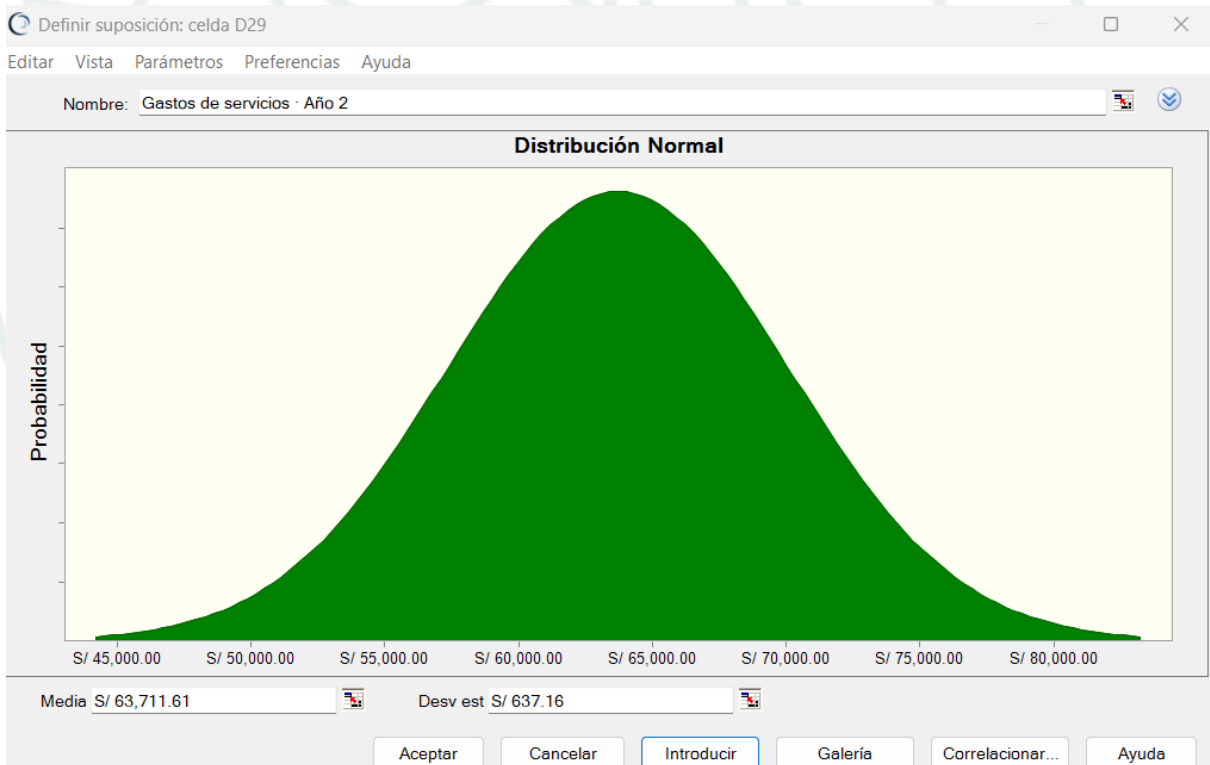 Definir suposición: celda D29
Editar Vista Parámetros Preferencias Ayuda
Nombre: Gastos de servicios · Año 2
Distribución Normal
Probabilidad
S/ 45,000.00 S/ 50,000.00 S/ 55,000.00 S/ 60,000.00 S/ 65,000.00 S/ 70,000.00 S/ 75,000.00 S/ 80,000.00
Media S/ 63,711.61 Desv est S/ 637.16
Aceptar Cancelar Introducir Galería Correlacionar... Ayuda